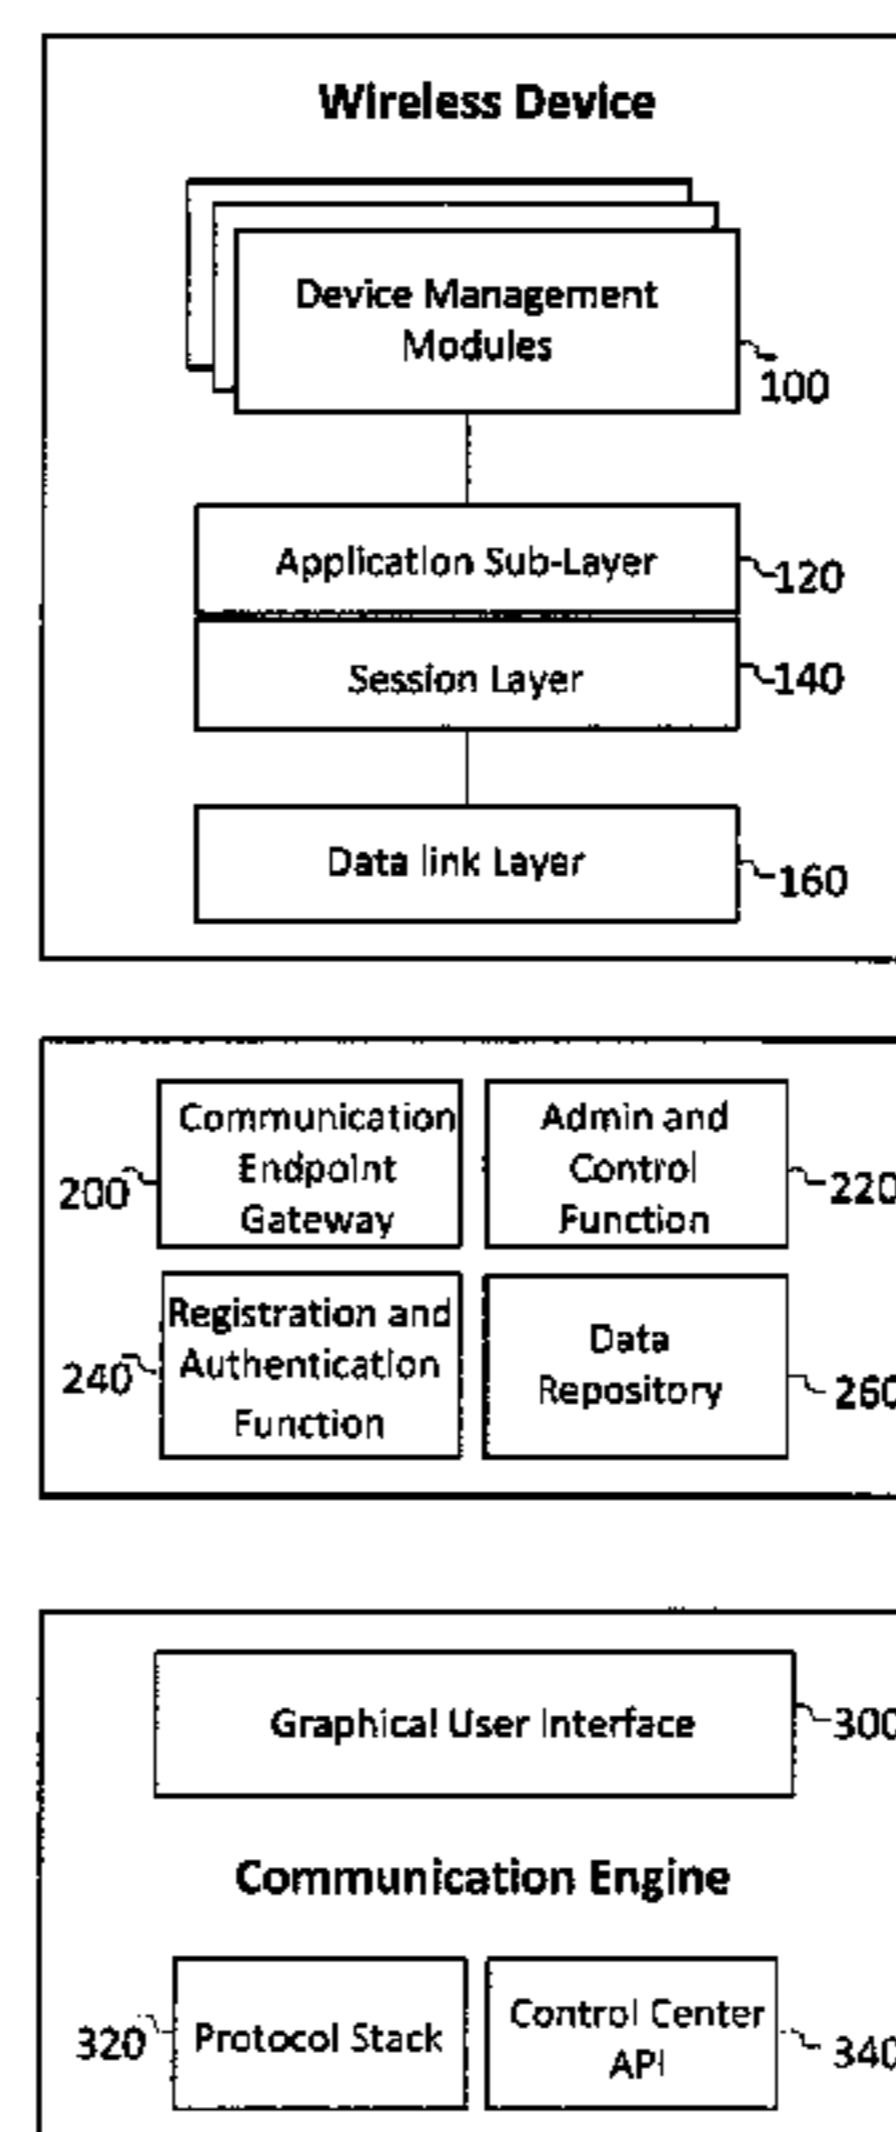 Wireless Device
Device Management
Modules
100
Application Sub-Layer
120
Session Layer
140
Data link Layer
160
Communication
Endpoint
Gateway
200
Admin and
Control
Function
220
Registration and
Authentication
Function
240
Data
Repository
260
Graphical User Interface
300
Communication Engine
Protocol Stack
320
Control Center
API
340